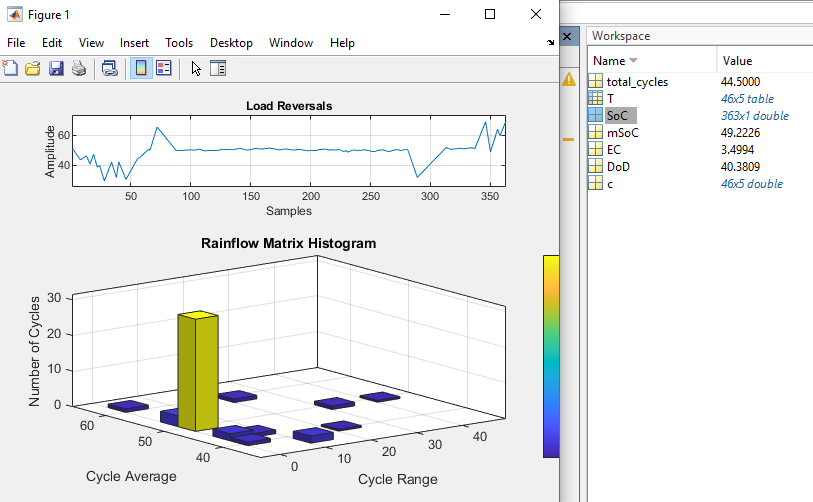 Figure 1
File Edit View Insert Tools Desktop Window Help
Load Reversals
Amplitude
60
40
50 100 150 200 250 300 350
Samples
Rainflow Matrix Histogram
Number of Cycles
30
20
10
0
60
50
40
Cycle Average
0
10
20
30
40
Cycle Range
Workspace
Name Value
total_cycles 44.5000
T 46x5 table
SoC 363x1 double
mSoC 49.2226
EC 3.4994
DoD 40.3809
c 46x5 double